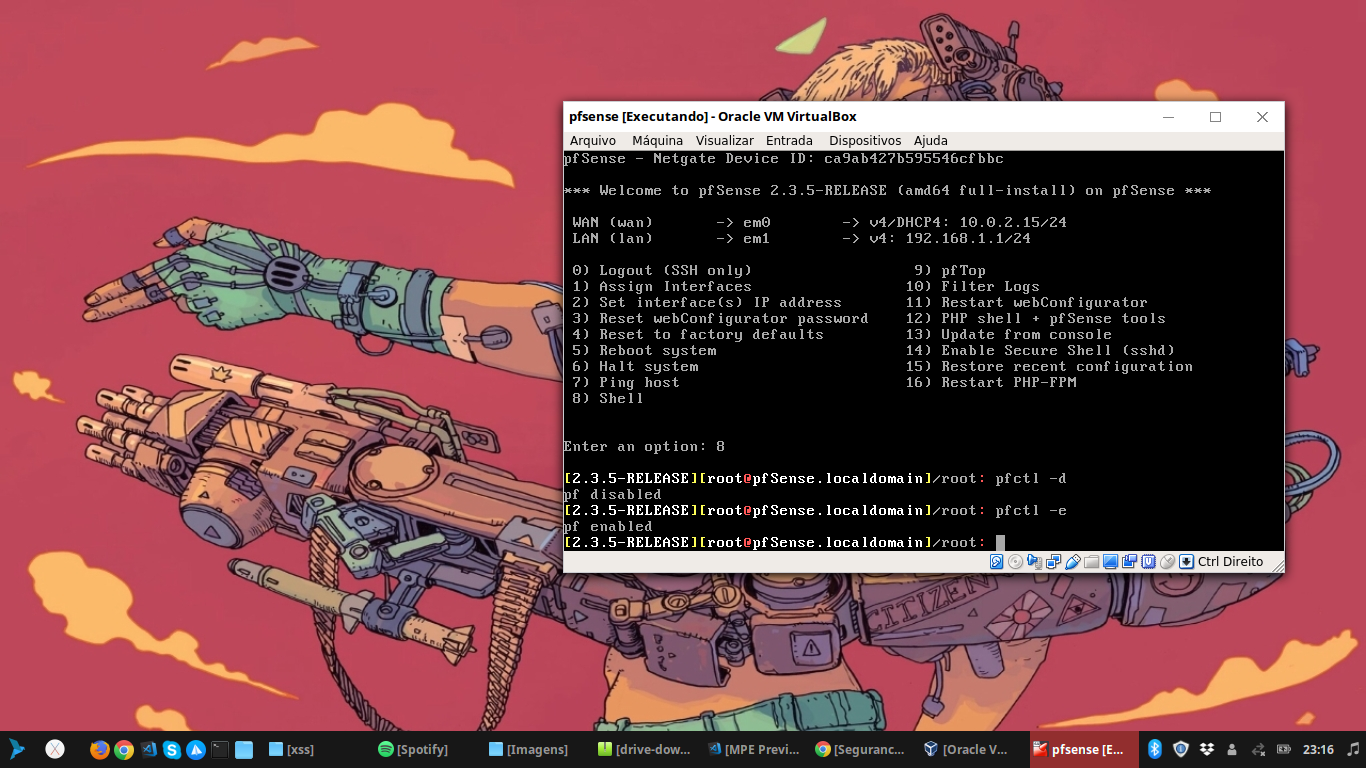 pfsense [Executando] - Oracle VM VirtualBox
Arquivo Máquina Visualizar Entrada Dispositivos Ajuda
pfSense - Netgate Device ID: ca9ab427b595546cfbbc
*** Welcome to pfSense 2.3.5-RELEASE (amd64 full-install) on pfSense ***
WAN (wan) -> em0 -> v4/DHCP4: 10.0.2.15/24
LAN (lan) -> em1 -> v4: 192.168.1.1/24
0) Logout (SSH only) 9) pfTop
1) Assign Interfaces 10) Filter Logs
2) Set interface(s) IP address 11) Restart webConfigurator
3) Reset webConfigurator password 12) PHP shell + pfSense tools
4) Reset to factory defaults 13) Update from console
5) Reboot system 14) Enable Secure Shell (sshd)
6) Halt system 15) Restore recent configuration
7) Ping host 16) Restart PHP-FPM
8) Shell
Enter an option: 8
[2.3.5-RELEASE][root@pfSense.localdomain]/root: pfctl -d
pf disabled
[2.3.5-RELEASE][root@pfSense.localdomain]/root: pfctl -e
pf enabled
[2.3.5-RELEASE][root@pfSense.localdomain]/root:
Ctrl Direito
CITIZEN
[xss] [Spotify] [Imagens] [drive-dow... [MPE Previ... [Seguranc... [Oracle V... pfsense [E... 23:16